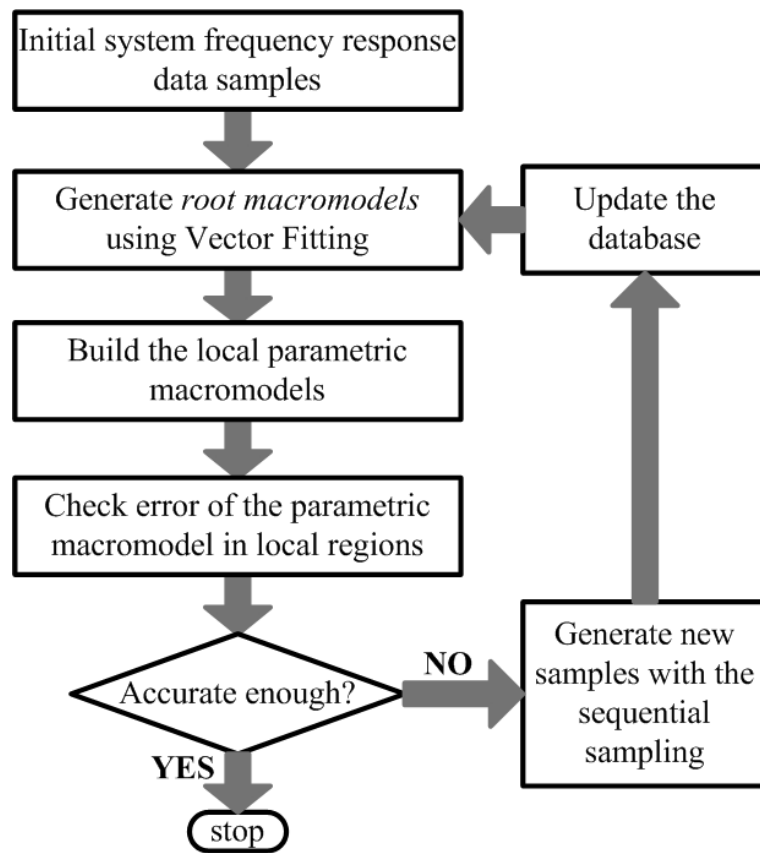 Initial system frequency response
data samples
Generate root macromodels
using Vector Fitting
Update the
database
Build the local parametric
macromodels
Check error of the parametric
macromodel in local regions
Accurate enough?
NO
Generate new
samples with the
sequential
sampling
YES
stop